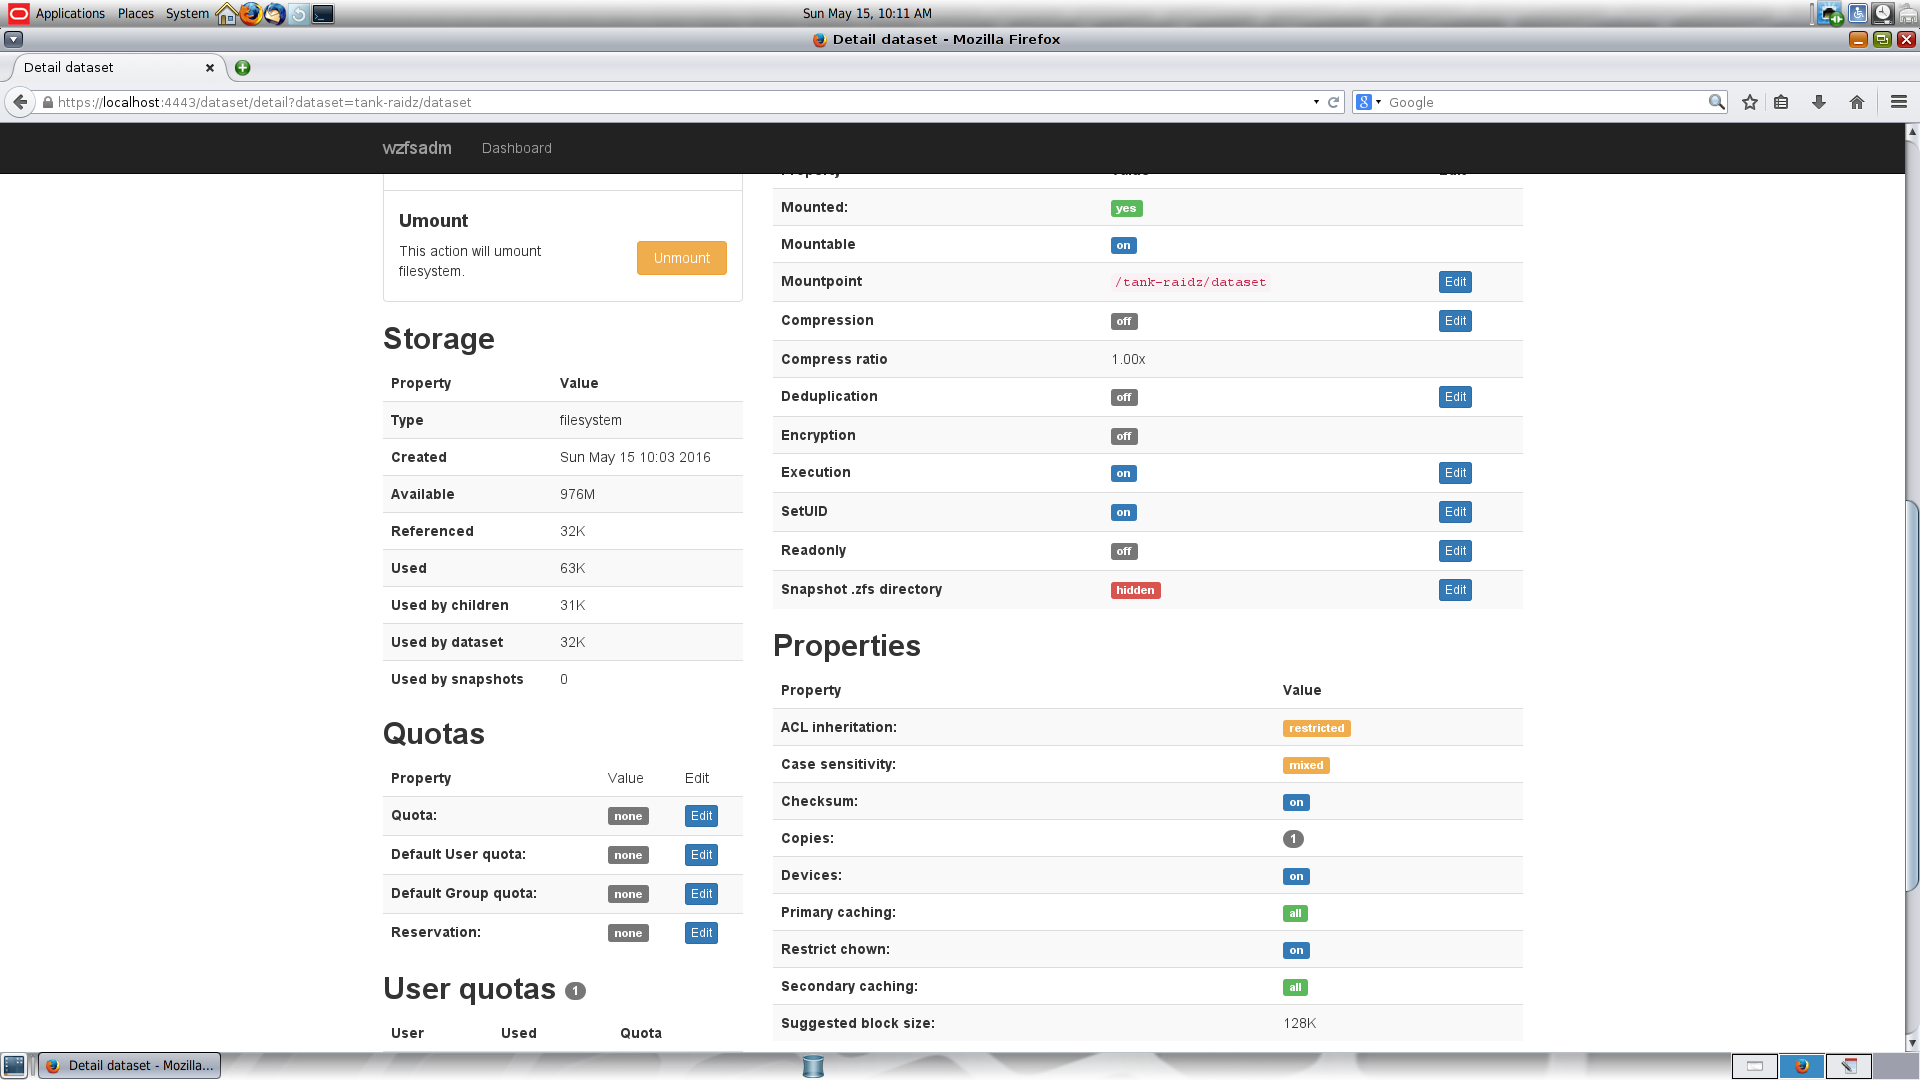 Applications Places System
Sun May 15, 10:11 AM
Detail dataset - Mozilla Firefox
Detail dataset
https://localhost:4443/dataset/detail?dataset=tank-raidz/dataset
Google
wzfsadm Dashboard
Umount
This action will umount
filesystem.
Unmount
Storage
Property Value
Type filesystem
Created Sun May 15 10:03 2016
Available 976M
Referenced 32K
Used 63K
Used by children 31K
Used by dataset 32K
Used by snapshots 0
Quotas
Property Value Edit
Quota: none Edit
Default User quota: none Edit
Default Group quota: none Edit
Reservation: none Edit
User quotas 1
User Used Quota
Property Value Edit
Mounted: yes
Mountable on
Mountpoint /tank-raidz/dataset Edit
Compression off Edit
Compress ratio 1.00x
Deduplication off Edit
Encryption off
Execution on Edit
SetUID on Edit
Readonly off Edit
Snapshot .zfs directory hidden Edit
Properties
Property Value
ACL inheritation: restricted
Case sensitivity: mixed
Checksum: on
Copies: 1
Devices: on
Primary caching: all
Restrict chown: on
Secondary caching: all
Suggested block size: 128K
Detail dataset - Mozilla...